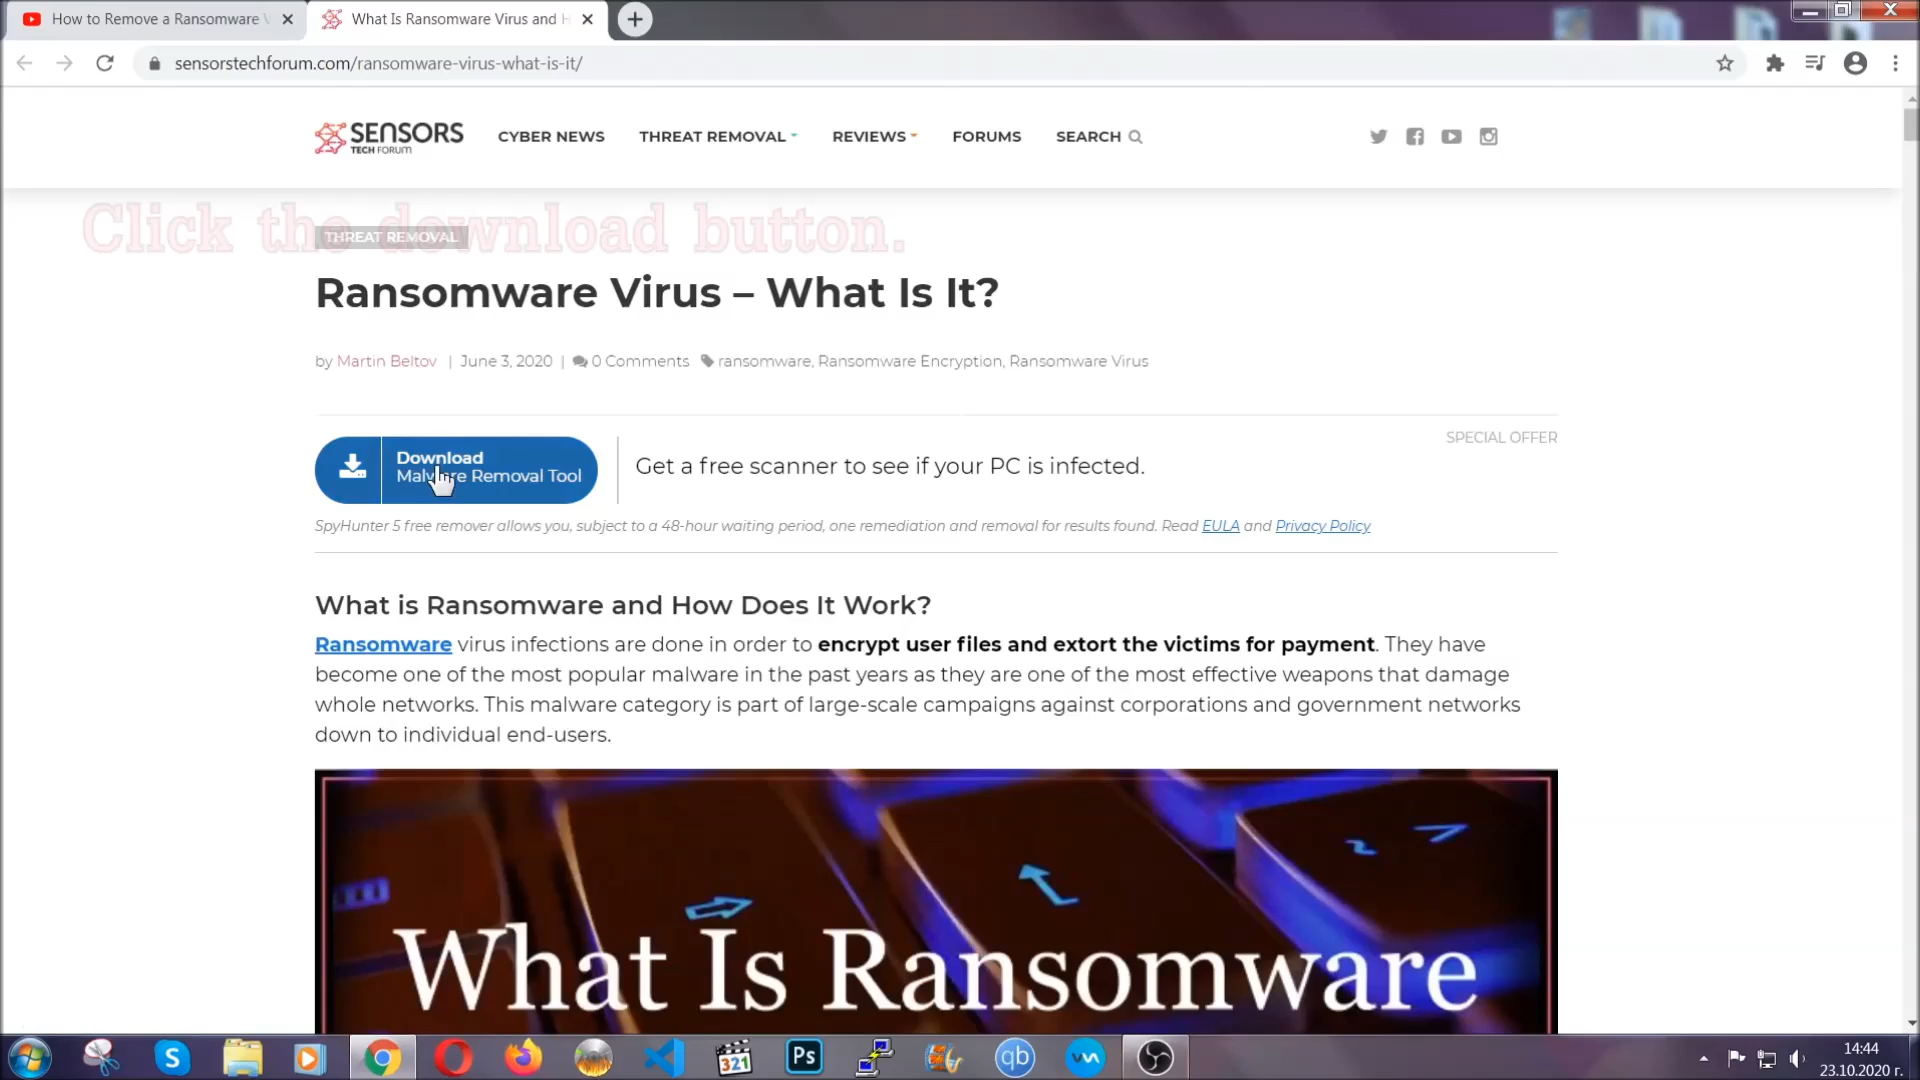 How to Remove a Ransomware V
What Is Ransomware Virus and H
sensorstechforum.com/ransomware-virus-what-is-it/
SENSORS
TECH FORUM
CYBER NEWS
THREAT REMOVAL
REVIEWS
FORUMS
SEARCH
Click the download button.
THREAT REMOVAL
Ransomware Virus – What Is It?
by Martin Beltov | June 3, 2020 | 0 Comments ransomware, Ransomware Encryption, Ransomware Virus
SPECIAL OFFER
Download
Malware Removal Tool
Get a free scanner to see if your PC is infected.
SpyHunter 5 free remover allows you, subject to a 48-hour waiting period, one remediation and removal for results found. Read EULA and Privacy Policy
What is Ransomware and How Does It Work?
Ransomware virus infections are done in order to encrypt user files and extort the victims for payment. They have
become one of the most popular malware in the past years as they are one of the most effective weapons that damage
whole networks. This malware category is part of large-scale campaigns against corporations and government networks
down to individual end-users.
What Is Ransomware
S
321
Ps
qb
14:44
23.10.2020 г.